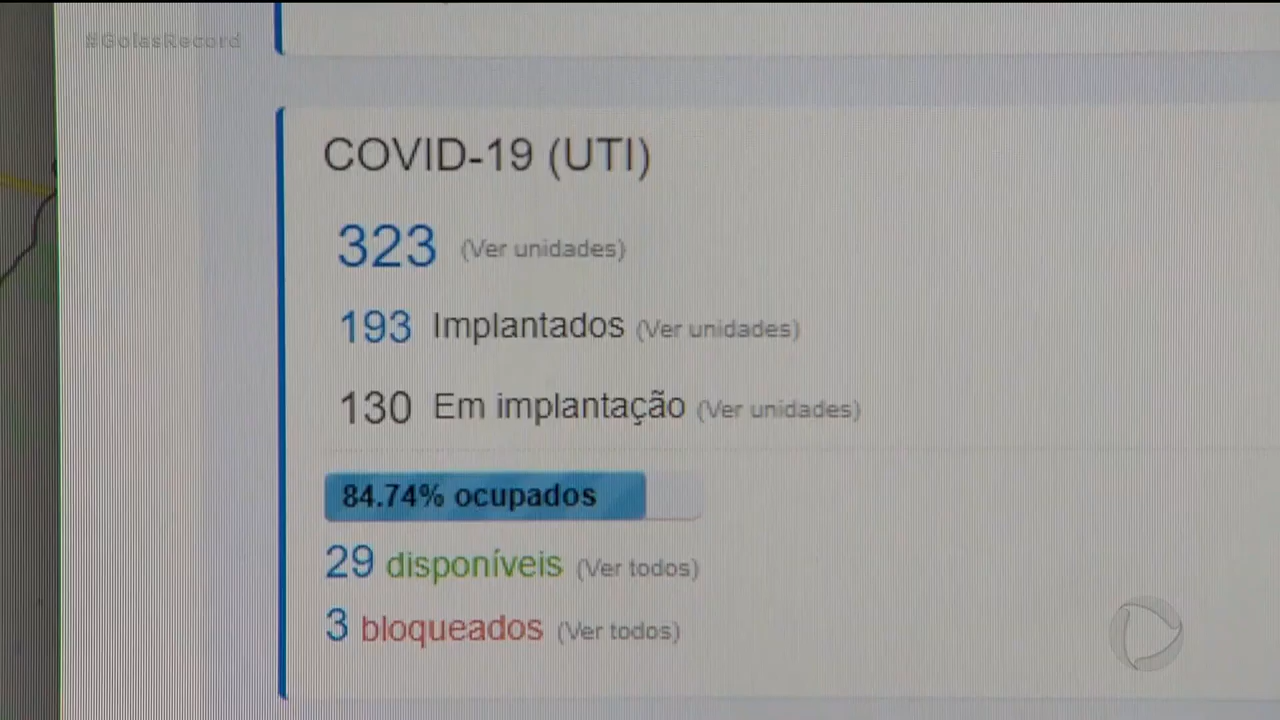 #GoiasRecord
COVID-19 (UTI)
323 (Ver unidades)
193 Implantados (Ver unidades)
130 Em implantação (Ver unidades)
84.74% ocupados
29 disponíveis (Ver todos)
3 bloqueados (Ver todos)